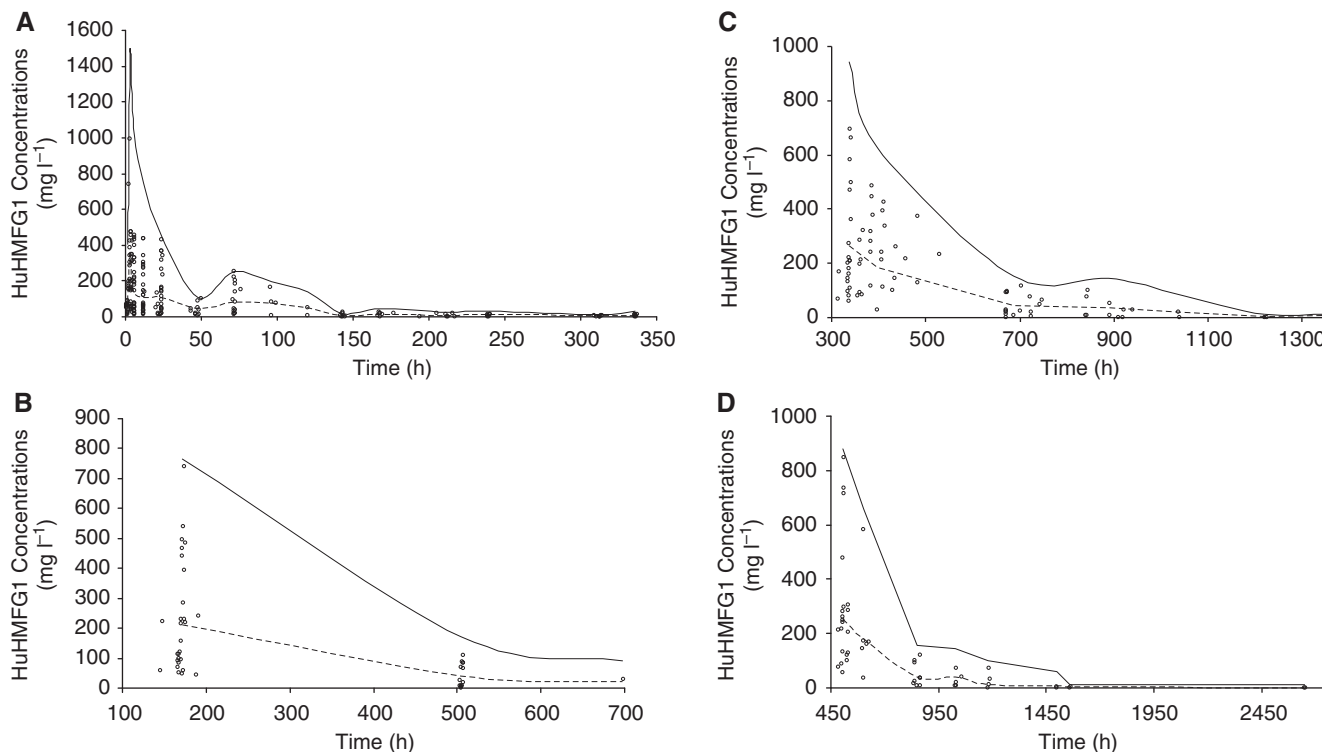 A
HuHMFG1 Concentrations
(mg l⁻¹)
1600
1400
1200
1000
800
600
400
200
0
0 50 100 150 200 250 300 350
Time (h)
B
HuHMFG1 Concentrations
(mg l⁻¹)
900
800
700
600
500
400
300
200
100
0
100 200 300 400 500 600 700
Time (h)
C
HuHMFG1 Concentrations
(mg l⁻¹)
1000
800
600
400
200
0
300 500 700 900 1100 1300
Time (h)
D
HuHMFG1 Concentrations
(mg l⁻¹)
1000
800
600
400
200
0
450 950 1450 1950 2450
Time (h)